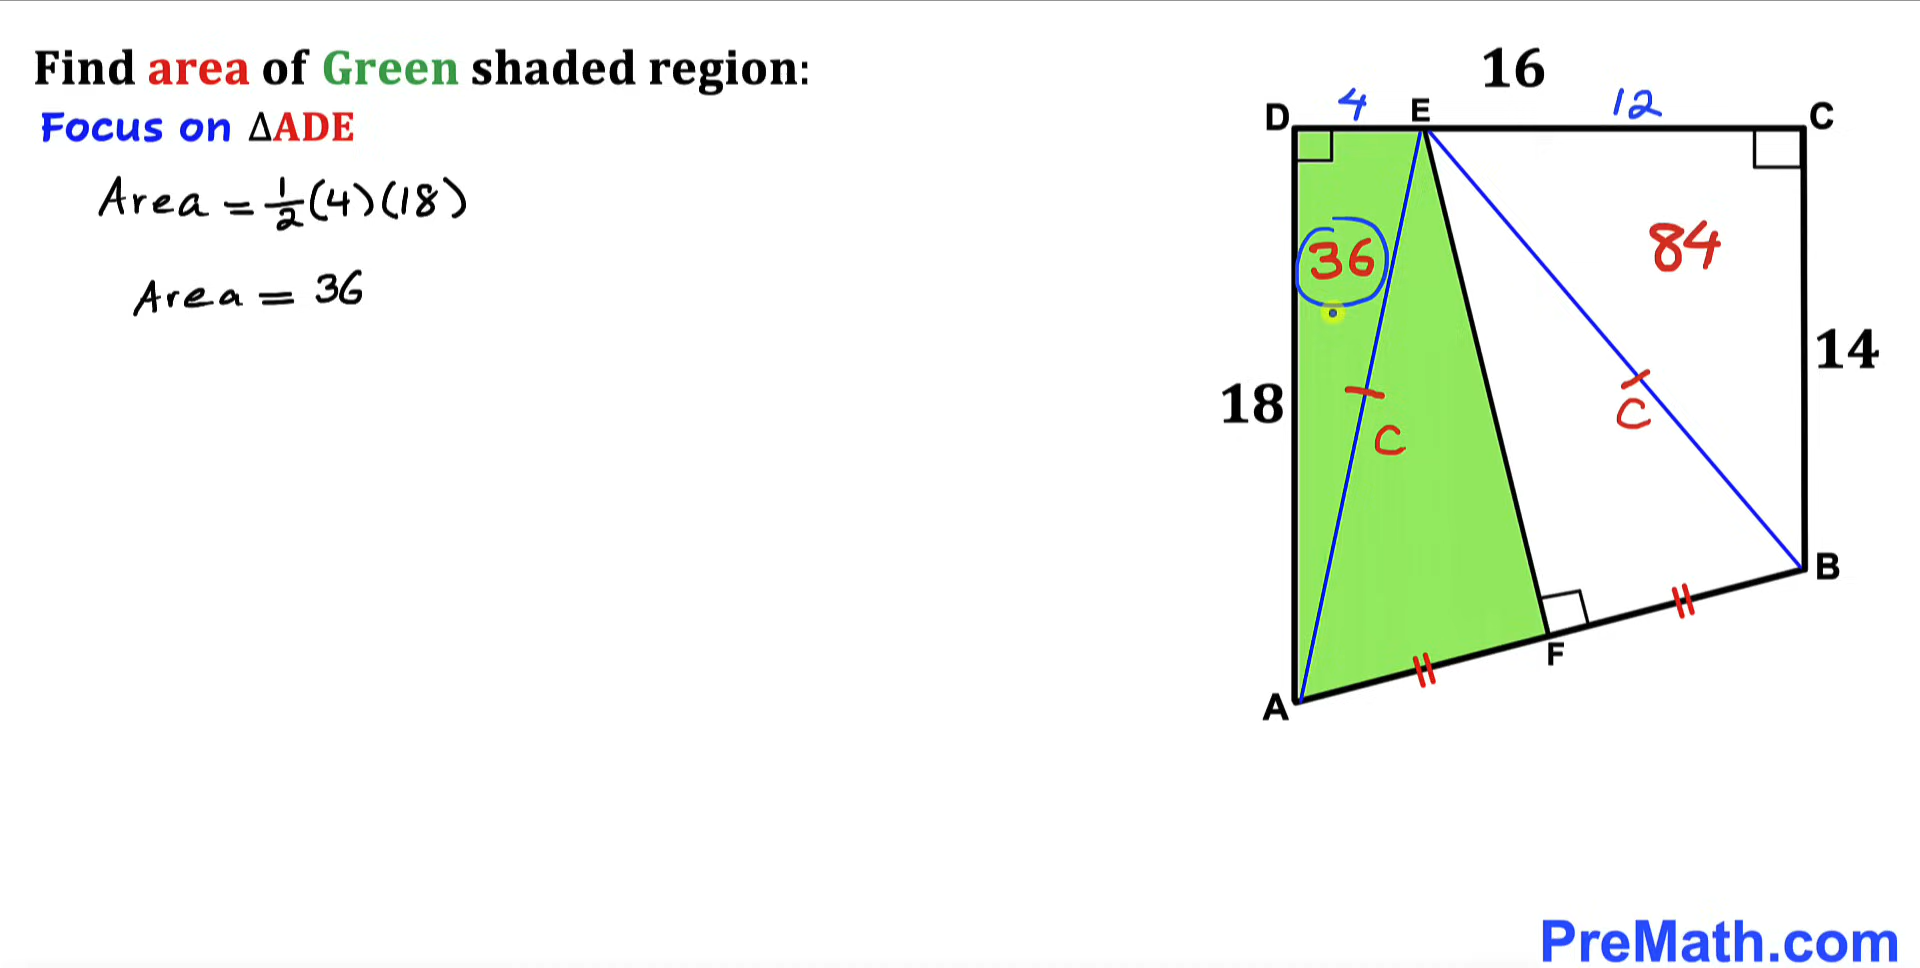 Find area of Green shaded region:
Focus on ΔADE
Area = 1/2 (4)(18)
Area = 36
16
D 4 E 12 C
36
84
14
18
C
C
B
F
A
PreMath.com